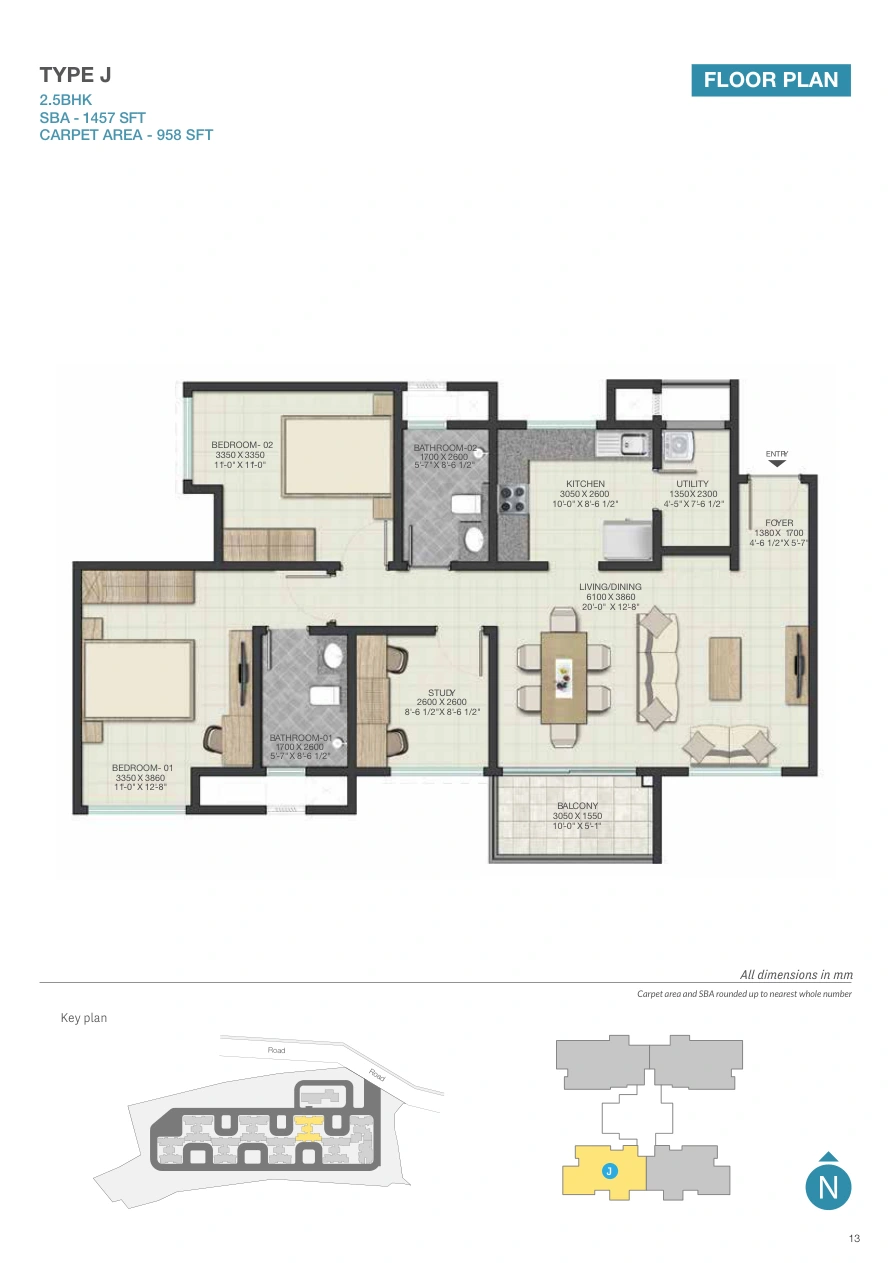 TYPE J
2.5BHK
SBA - 1457 SFT
CARPET AREA - 958 SFT
FLOOR PLAN
BEDROOM- 02
3350 X 3350
11'-0" X 11'-0"
BATHROOM-02
1700 X 2600
5'-7" X 8'-6 1/2"
KITCHEN
3050 X 2600
10'-0" X 8'-6 1/2"
UTILITY
1350 X 2300
4'-5" X 7'-6 1/2"
ENTRY
FOYER
1380 X 1700
4'-6 1/2" X 5'-7"
LIVING/DINING
6100 X 3860
20'-0" X 12'-8"
STUDY
2600 X 2600
8'-6 1/2" X 8'-6 1/2"
BATHROOM-01
1700 X 2600
5'-7" X 8'-6 1/2"
BEDROOM- 01
3350 X 3860
11'-0" X 12'-8"
BALCONY
3050 X 1550
10'-0" X 5'-1"
All dimensions in mm
Carpet area and SBA rounded up to nearest whole number
Key plan
Road
Road
J
N
13